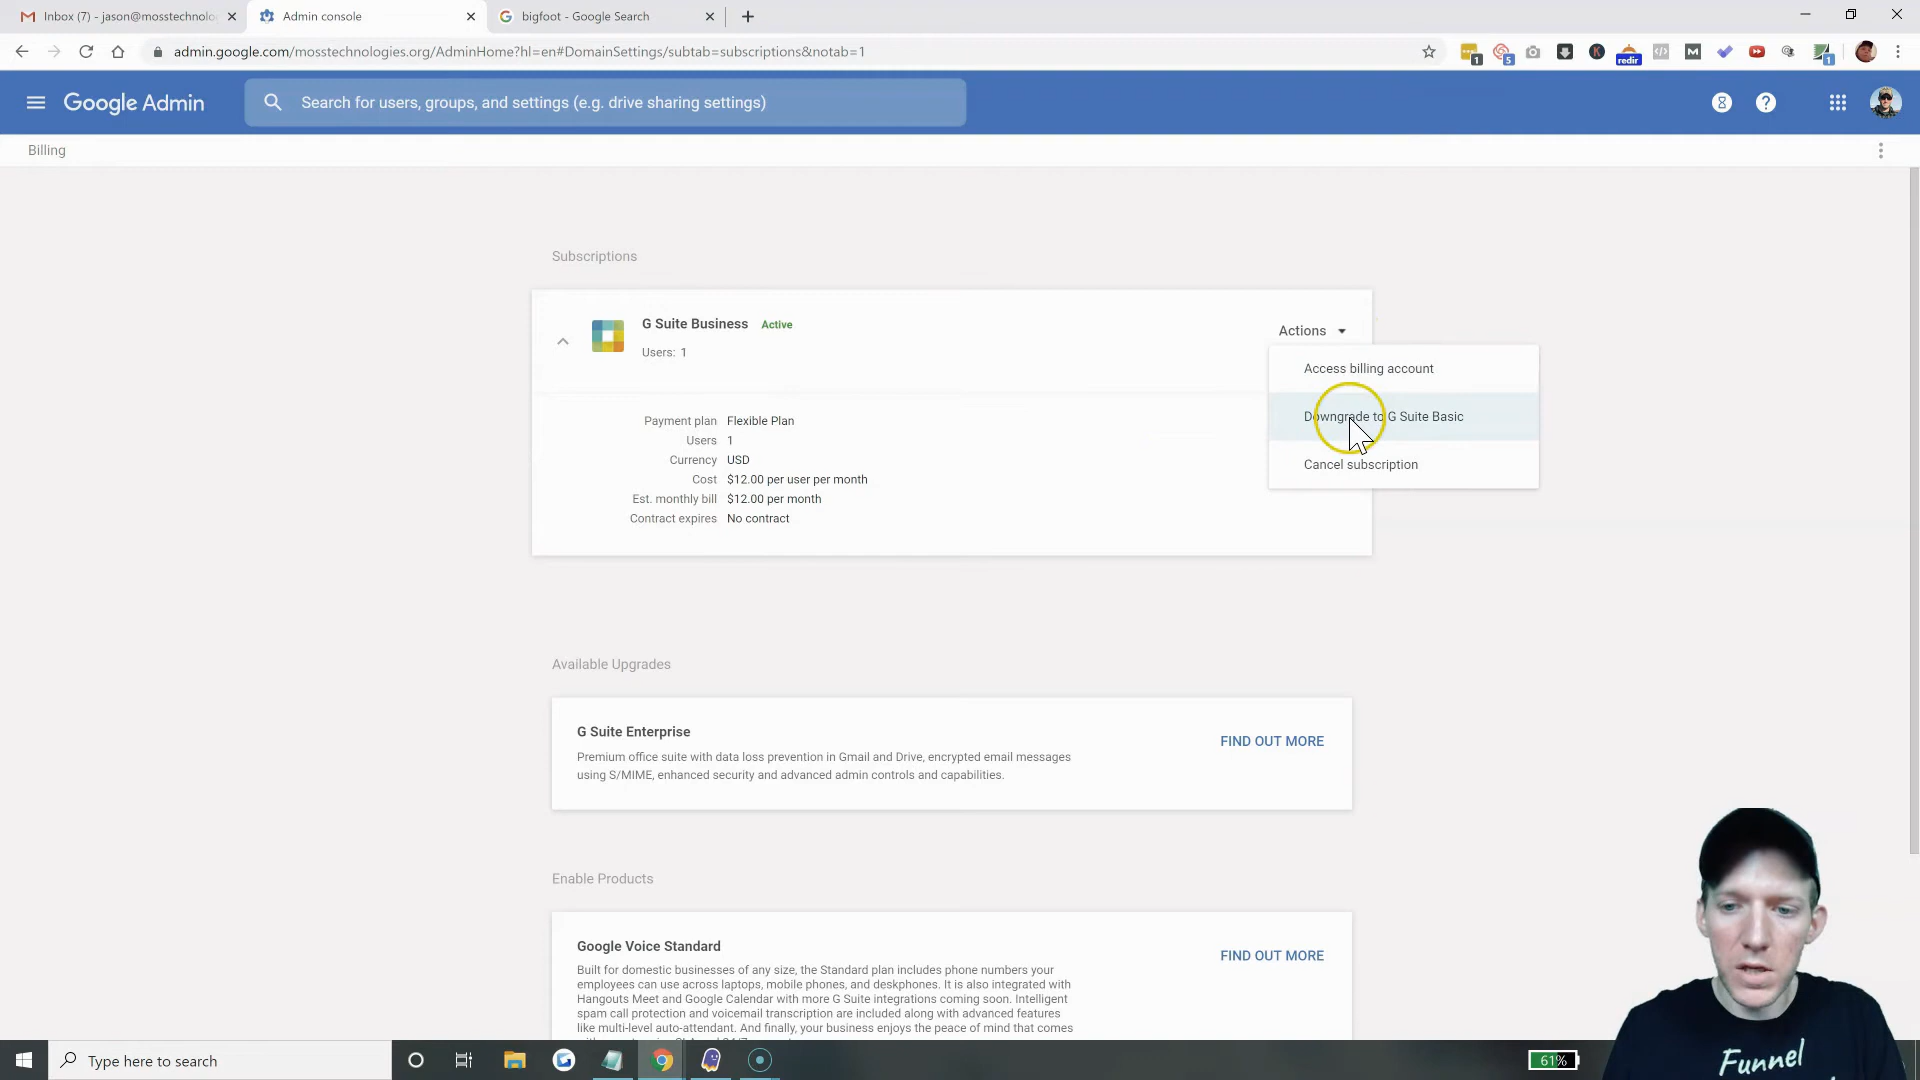 Inbox (7) - jason@mosstechnolo
Admin console
bigfoot - Google Search
admin.google.com/mosstechnologies.org/AdminHome?hl=en#DomainSettings/subtab=subscriptions&notab=1
1
5
K
redir
M
1
Google Admin
Search for users, groups, and settings (e.g. drive sharing settings)
Billing
Subscriptions
G Suite Business Active
Users: 1
Actions
Access billing account
Downgrade to G Suite Basic
Cancel subscription
Payment plan Flexible Plan
Users 1
Currency USD
Cost $12.00 per user per month
Est. monthly bill $12.00 per month
Contract expires No contract
Available Upgrades
G Suite Enterprise
Premium office suite with data loss prevention in Gmail and Drive, encrypted email messages
using S/MIME, enhanced security and advanced admin controls and capabilities.
FIND OUT MORE
Enable Products
Google Voice Standard
Built for domestic businesses of any size, the Standard plan includes phone numbers your
employees can use across laptops, mobile phones, and deskphones. It is also integrated with
Hangouts Meet and Google Calendar with more G Suite integrations coming soon. Intelligent
spam call protection and voicemail transcription are included along with advanced features
like multi-level auto-attendant. And finally, your business enjoys the peace of mind that comes
FIND OUT MORE
Type here to search
61%
Funnel